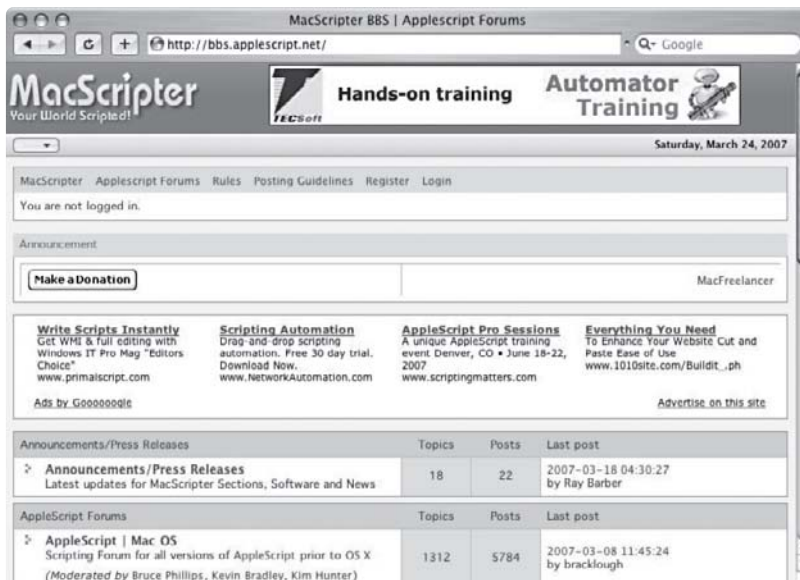 MacScripter BBS | Applescript Forums
http://bbs.applescript.net/
Google
MacScripter
Your World Scripted!
TECSoft
Hands-on training
Automator
Training
Saturday, March 24, 2007
MacScripter Applescript Forums Rules Posting Guidelines Register Login
You are not logged in.
Announcement
Make a Donation
MacFreelancer
Write Scripts Instantly
Get WMI & full editing with
Windows IT Pro Mag "Editors
Choice"
www.primalscript.com
Scripting Automation
Drag-and-drop scripting
automation. Free 30 day trial.
Download Now.
www.NetworkAutomation.com
AppleScript Pro Sessions
A unique AppleScript training
event Denver, CO • June 18-22,
2007
www.scriptingmatters.com
Everything You Need
To Enhance Your Website Cut and
Paste Ease of Use
www.1010site.com/Buildit_.ph
Ads by Goooooogle
Advertise on this site
Announcements/Press Releases Topics Posts Last post
Announcements/Press Releases
Latest updates for MacScripter Sections, Software and News
18
22
2007-03-18 04:30:27
by Ray Barber
AppleScript Forums Topics Posts Last post
AppleScript | Mac OS
Scripting Forum for all versions of AppleScript prior to OS X
(Moderated by Bruce Phillips, Kevin Bradley, Kim Hunter)
1312
5784
2007-03-08 11:45:24
by bracklough